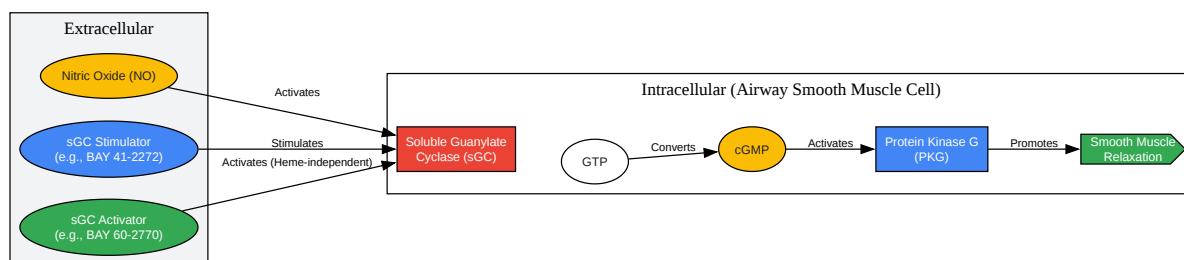 Extracellular
Nitric Oxide (NO)
Activates
Intracellular (Airway Smooth Muscle Cell)
sGC Stimulator
(e.g., BAY 41-2272)
Stimulates
Activates (Heme-independent)
Soluble Guanylate
Cyclase (sGC)
GTP
Converts
cGMP
Activates
Protein Kinase G
(PKG)
Promotes
Smooth Muscle
Relaxation
sGC Activator
(e.g., BAY 60-2770)